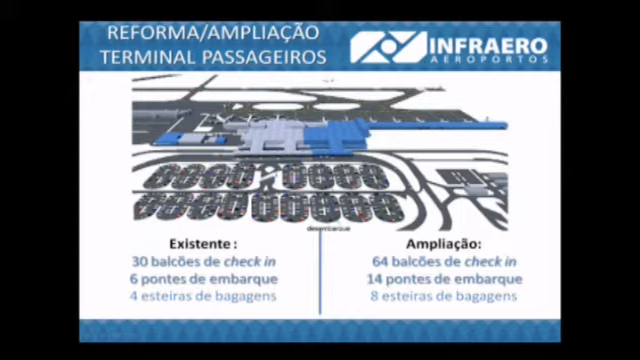 REFORMA/AMPLIAÇÃO
TERMINAL PASSAGEIROS
INFRAERO
AEROPORTOS
desembarque
Existente :
30 balcões de check in
6 pontes de embarque
4 esteiras de bagagens
Ampliação:
64 balcões de check in
14 pontes de embarque
8 esteiras de bagagens